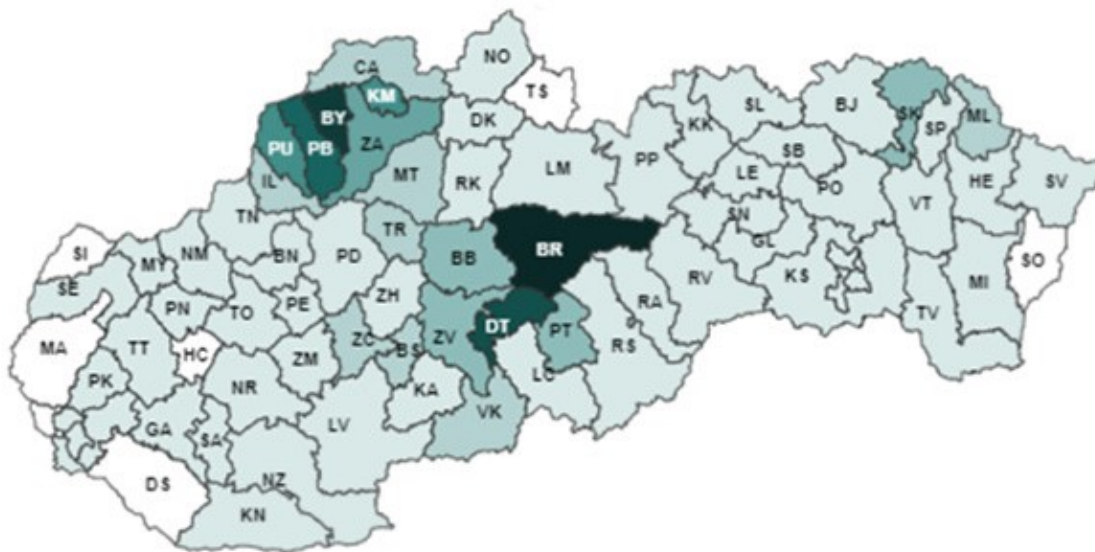 NO
CA
TS
KM
BY
DK
ZA
PU
PB
IL
MT
RK
LM
PP
KK
SL
BJ
SK
SP
ML
SB
LE
PO
HE
SV
VT
SN
GL
TN
TR
BR
BB
SI
MY
NM
BN
PD
SE
PN
TO
PE
ZH
RV
KS
MI
SO
RA
TV
MA
TT
HC
ZM
ZC
BS
ZV
DT
PT
RS
PK
NR
KA
LC
GA
SA
LV
VK
DS
NZ
KN